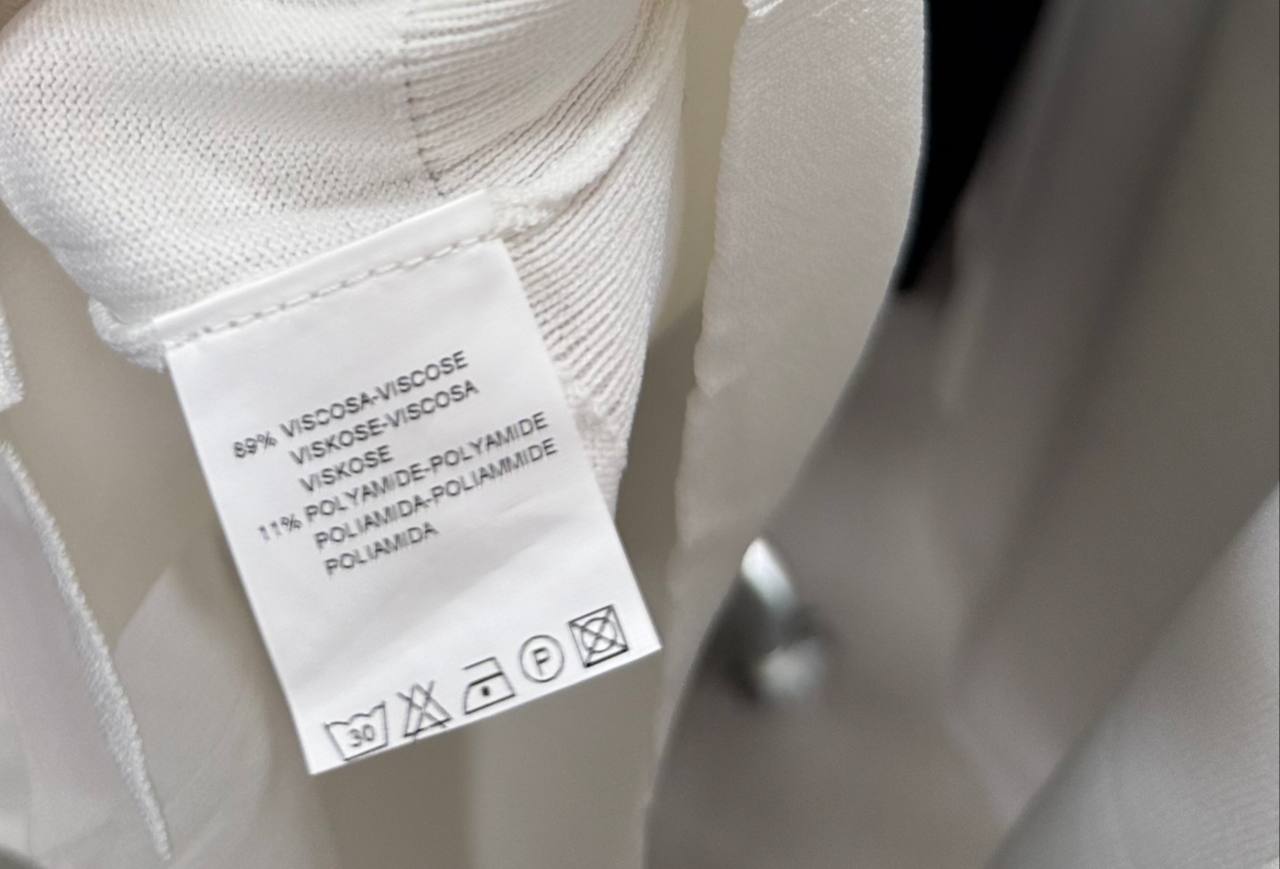 89% VISCOSA-VISCOSE
VISKOSE-VISCOSA
VISKOSE
11% POLYAMIDE-POLYAMIDE
POLIAMIDA-POLIAMMIDE
POLIAMIDA
30 P